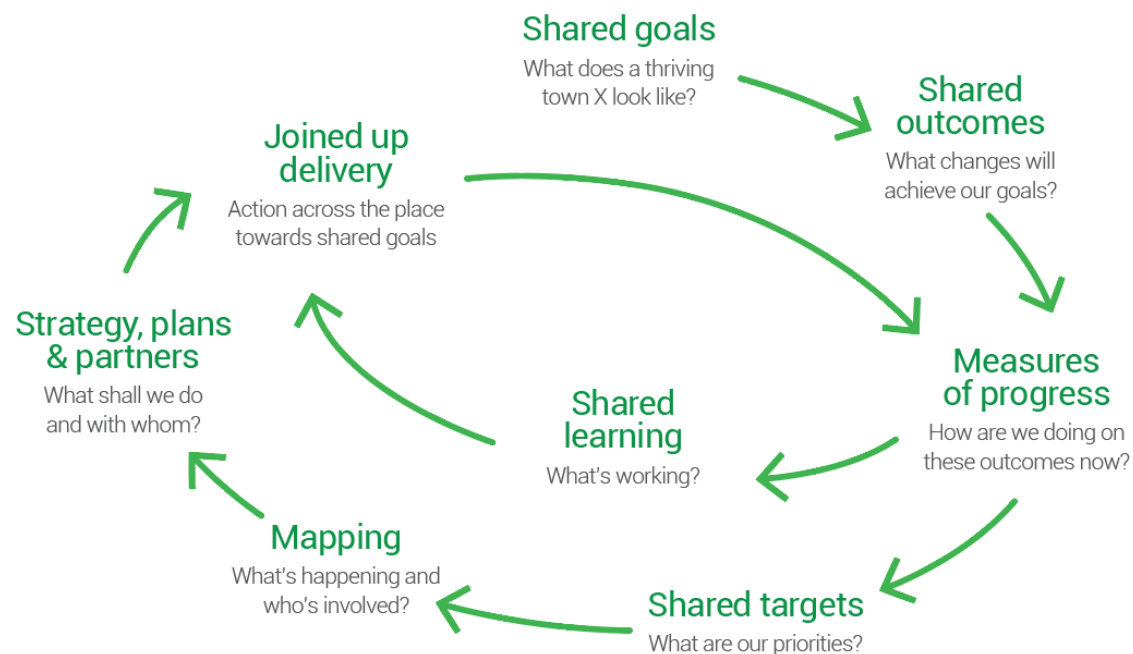 Shared goals
What does a thriving
town X look like?
Shared
outcomes
What changes will
achieve our goals?
Measures
of progress
How are we doing on
these outcomes now?
Shared targets
What are our priorities?
Mapping
What's happening and
who's involved?
Strategy, plans
& partners
What shall we do
and with whom?
Joined up
delivery
Action across the place
towards shared goals
Shared
learning
What's working?